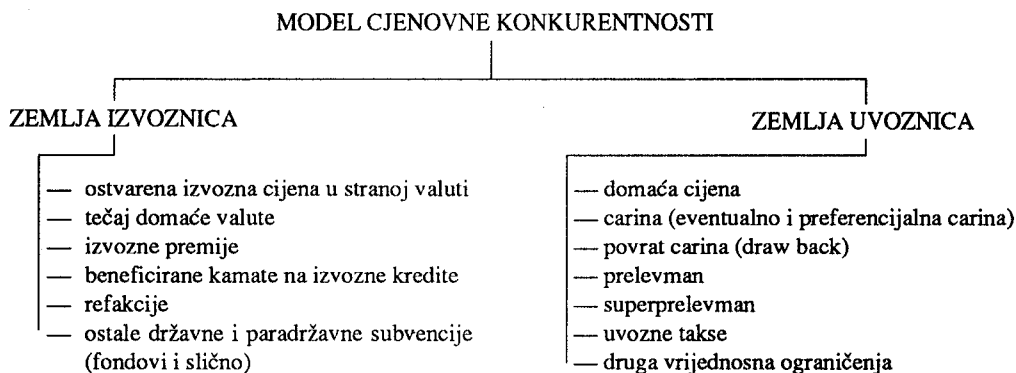 MODEL CJENOVNE KONKURENTNOSTI
ZEMLJA IZVOZNICA
— ostvarena izvozna cijena u stranoj valuti
— tečaj domaće valute
— izvozne premije
— beneficirane kamate na izvozne kredite
— refakcije
— ostale državne i paradržavne subvencije
(fondovi i slično)
ZEMLJA UVOZNICA
— domaća cijena
— carina (eventualno i preferencijalna carina)
— povrat carina (draw back)
— prelevman
— superprelevman
— uvozne takse
— druga vrijednosna ograničenja